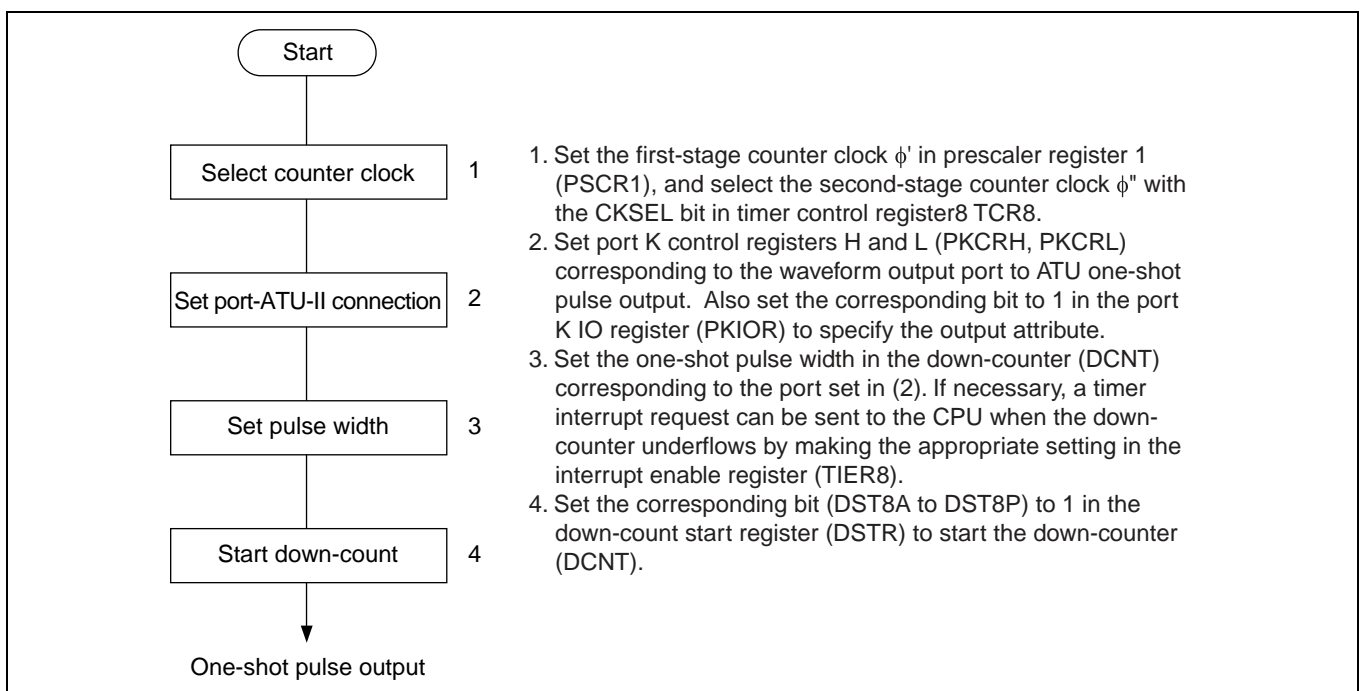 Start
Select counter clock 1
Set port-ATU-II connection 2
Set pulse width 3
Start down-count 4
One-shot pulse output
1. Set the first-stage counter clock ϕ' in prescaler register 1
(PSCR1), and select the second-stage counter clock ϕ" with
the CKSEL bit in timer control register8 TCR8.
2. Set port K control registers H and L (PKCRH, PKCRL)
corresponding to the waveform output port to ATU one-shot
pulse output. Also set the corresponding bit to 1 in the port
K IO register (PKIOR) to specify the output attribute.
3. Set the one-shot pulse width in the down-counter (DCNT)
corresponding to the port set in (2). If necessary, a timer
interrupt request can be sent to the CPU when the down-
counter underflows by making the appropriate setting in the
interrupt enable register (TIER8).
4. Set the corresponding bit (DST8A to DST8P) to 1 in the
down-count start register (DSTR) to start the down-counter
(DCNT).